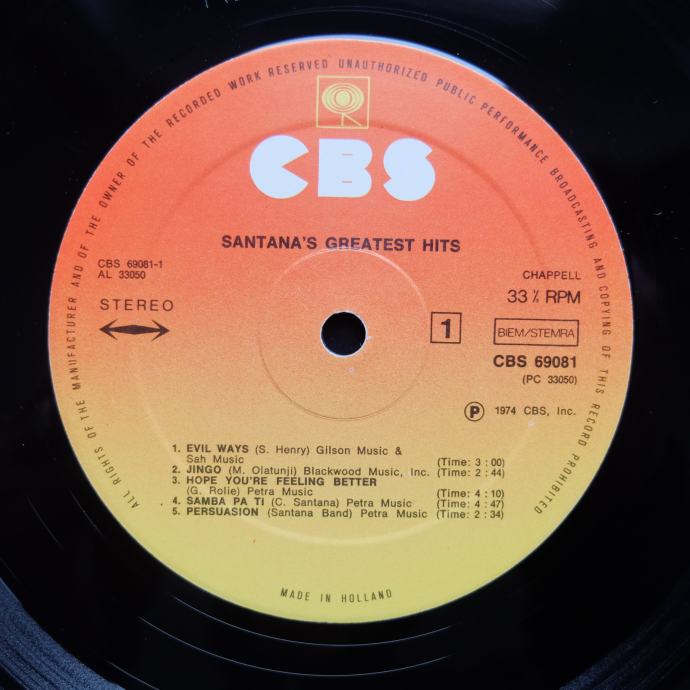 ALL RIGHTS OF THE MANUFACTURER AND OF THE OWNER OF THE RECORDED WORK RESERVED UNAUTHORIZED PUBLIC PERFORMANCE BROADCASTING AND COPYING OF THIS RECORD PROHIBITED
CBS
SANTANA'S GREATEST HITS
CBS 69081-1
AL 33050
STEREO
CHAPPELL
33 ⅓ RPM
1
BIEM/STEMRA
CBS 69081
(PC 33050)
Ⓟ 1974 CBS, Inc.
1. EVIL WAYS (S. Henry) Gilson Music &
Sah Music (Time: 3 : 00)
2. JINGO (M. Olatunji) Blackwood Music, Inc. (Time: 2 : 44)
3. HOPE YOU'RE FEELING BETTER
(G. Rolie) Petra Music (Time: 4 : 10)
4. SAMBA PA TI (C. Santana) Petra Music (Time: 4 : 47)
5. PERSUASION (Santana Band) Petra Music (Time: 2 : 34)
MADE IN HOLLAND